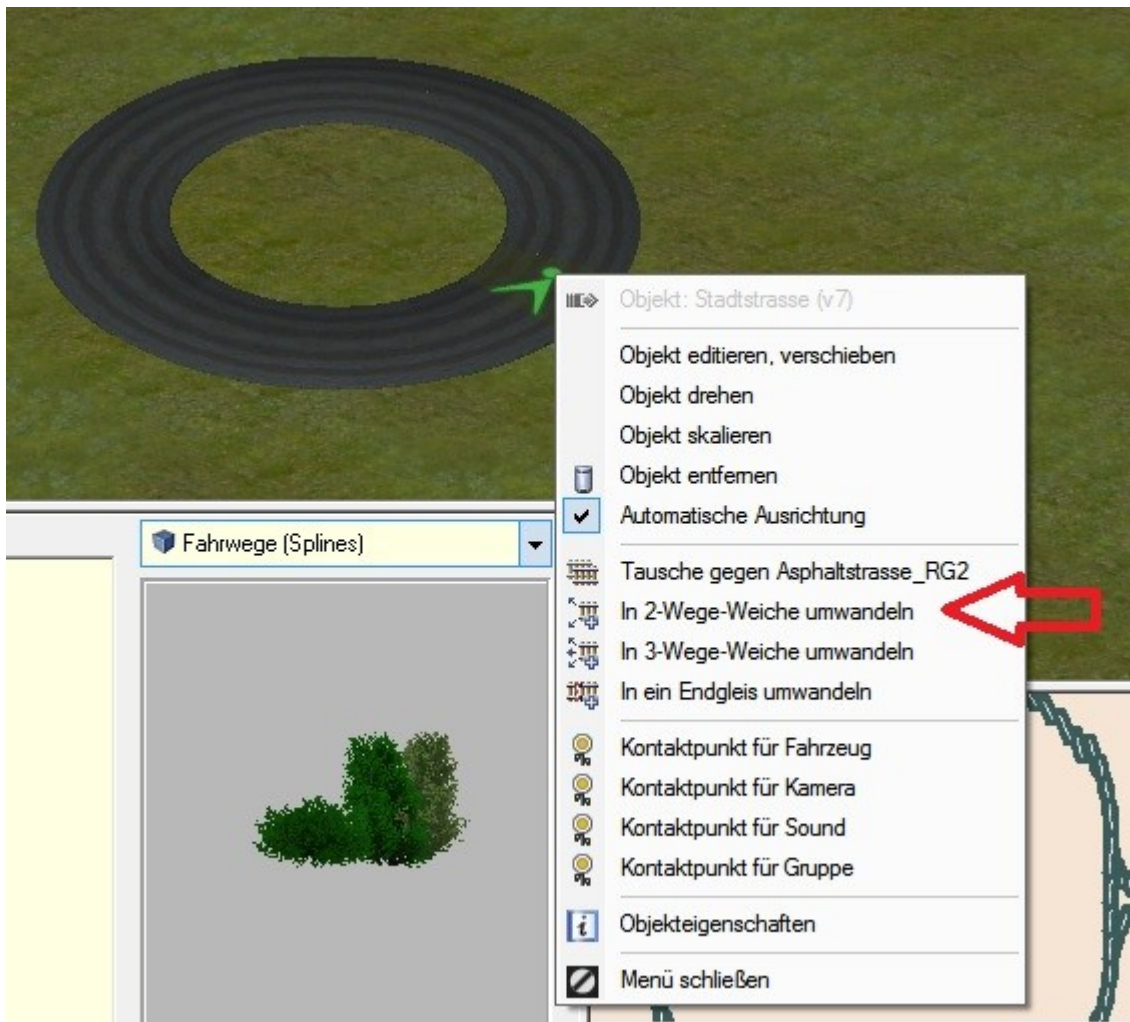 Objekt: Stadtstrasse (v7)
Objekt editieren, verschieben
Objekt drehen
Objekt skalieren
Objekt entfernen
Automatische Ausrichtung
Fahrwege (Splines)
Tausche gegen Asphaltstrasse_RG2
In 2-Wege-Weiche umwandeln
In 3-Wege-Weiche umwandeln
In ein Endgleis umwandeln
Kontaktpunkt für Fahrzeug
Kontaktpunkt für Kamera
Kontaktpunkt für Sound
Kontaktpunkt für Gruppe
Objekteigenschaften
Menü schließen